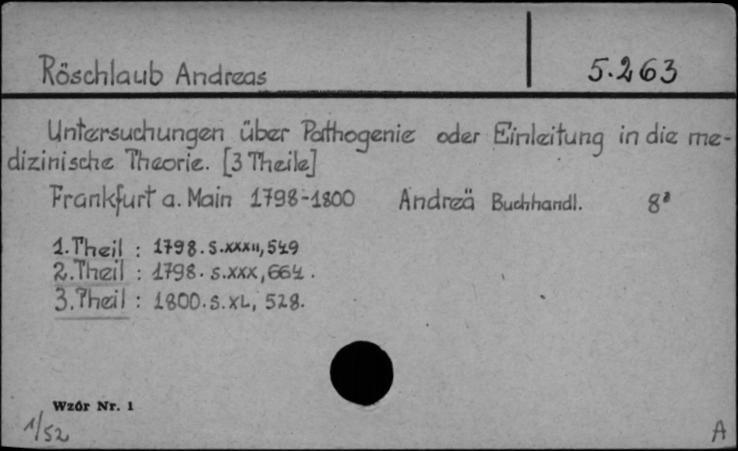 Röschlaub Andreas 5.263
Untersuchungen über Pathogenie oder Einleitung in die me-
dizinische Theorie. [3 Theile]
Frankfurt a. Main 1798-1800 Andreä Buchhandl. 8°
1. Theil : 1798. S. XXXII, 549
2. Theil : 1798. S. XXX, 664.
3. Theil : 1800. S. XL, 528.
Wzór Nr. 1
1/52 A